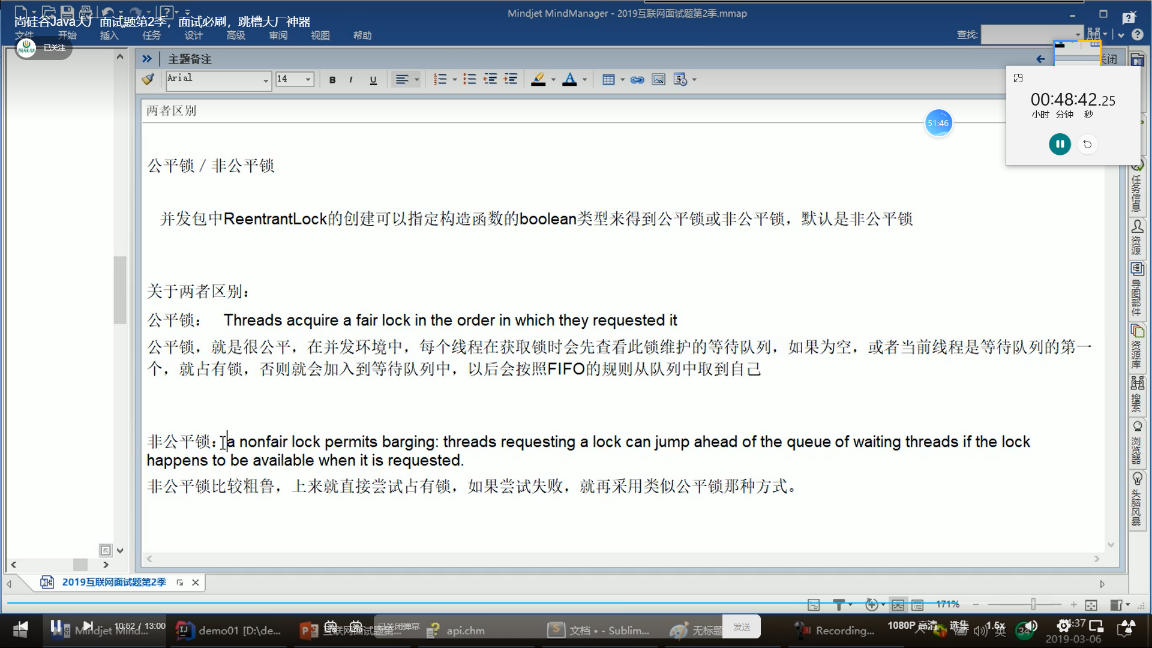 尚硅谷Java大厂面试题第2季，面试必刷，跳槽大厂神器
Mindjet MindManager - 2019互联网面试题第2季.mmap
文件 开始 插入 任务 设计 高级 审阅 视图 帮助
查找:
已关注
主题备注
关闭
Arial
14
B I U
两者区别
00:48:42.25
小时 分钟 秒
51:46
公平锁 / 非公平锁
并发包中ReentrantLock的创建可以指定构造函数的boolean类型来得到公平锁或非公平锁，默认是非公平锁
关于两者区别：
公平锁： Threads acquire a fair lock in the order in which they requested it
公平锁，就是很公平，在并发环境中，每个线程在获取锁时会先查看此锁维护的等待队列，如果为空，或者当前线程是等待队列的第一
个，就占有锁，否则就会加入到等待队列中，以后会按照FIFO的规则从队列中取到自己
非公平锁：a nonfair lock permits barging: threads requesting a lock can jump ahead of the queue of waiting threads if the lock
happens to be available when it is requested.
非公平锁比较粗鲁，上来就直接尝试占有锁，如果尝试失败，就再采用类似公平锁那种方式。
任务信息
资源
导图部件
资源库
搜索
浏览器
头脑风暴
2019互联网面试题第2季
171%
10:52 / 13:00
Mindjet Mind...
demo01 [D:\de...
api.chm
文档 • - Sublim...
无标题
发送
Recording...
1080P 高清
选集
1.5x
34
英
2019-03-06